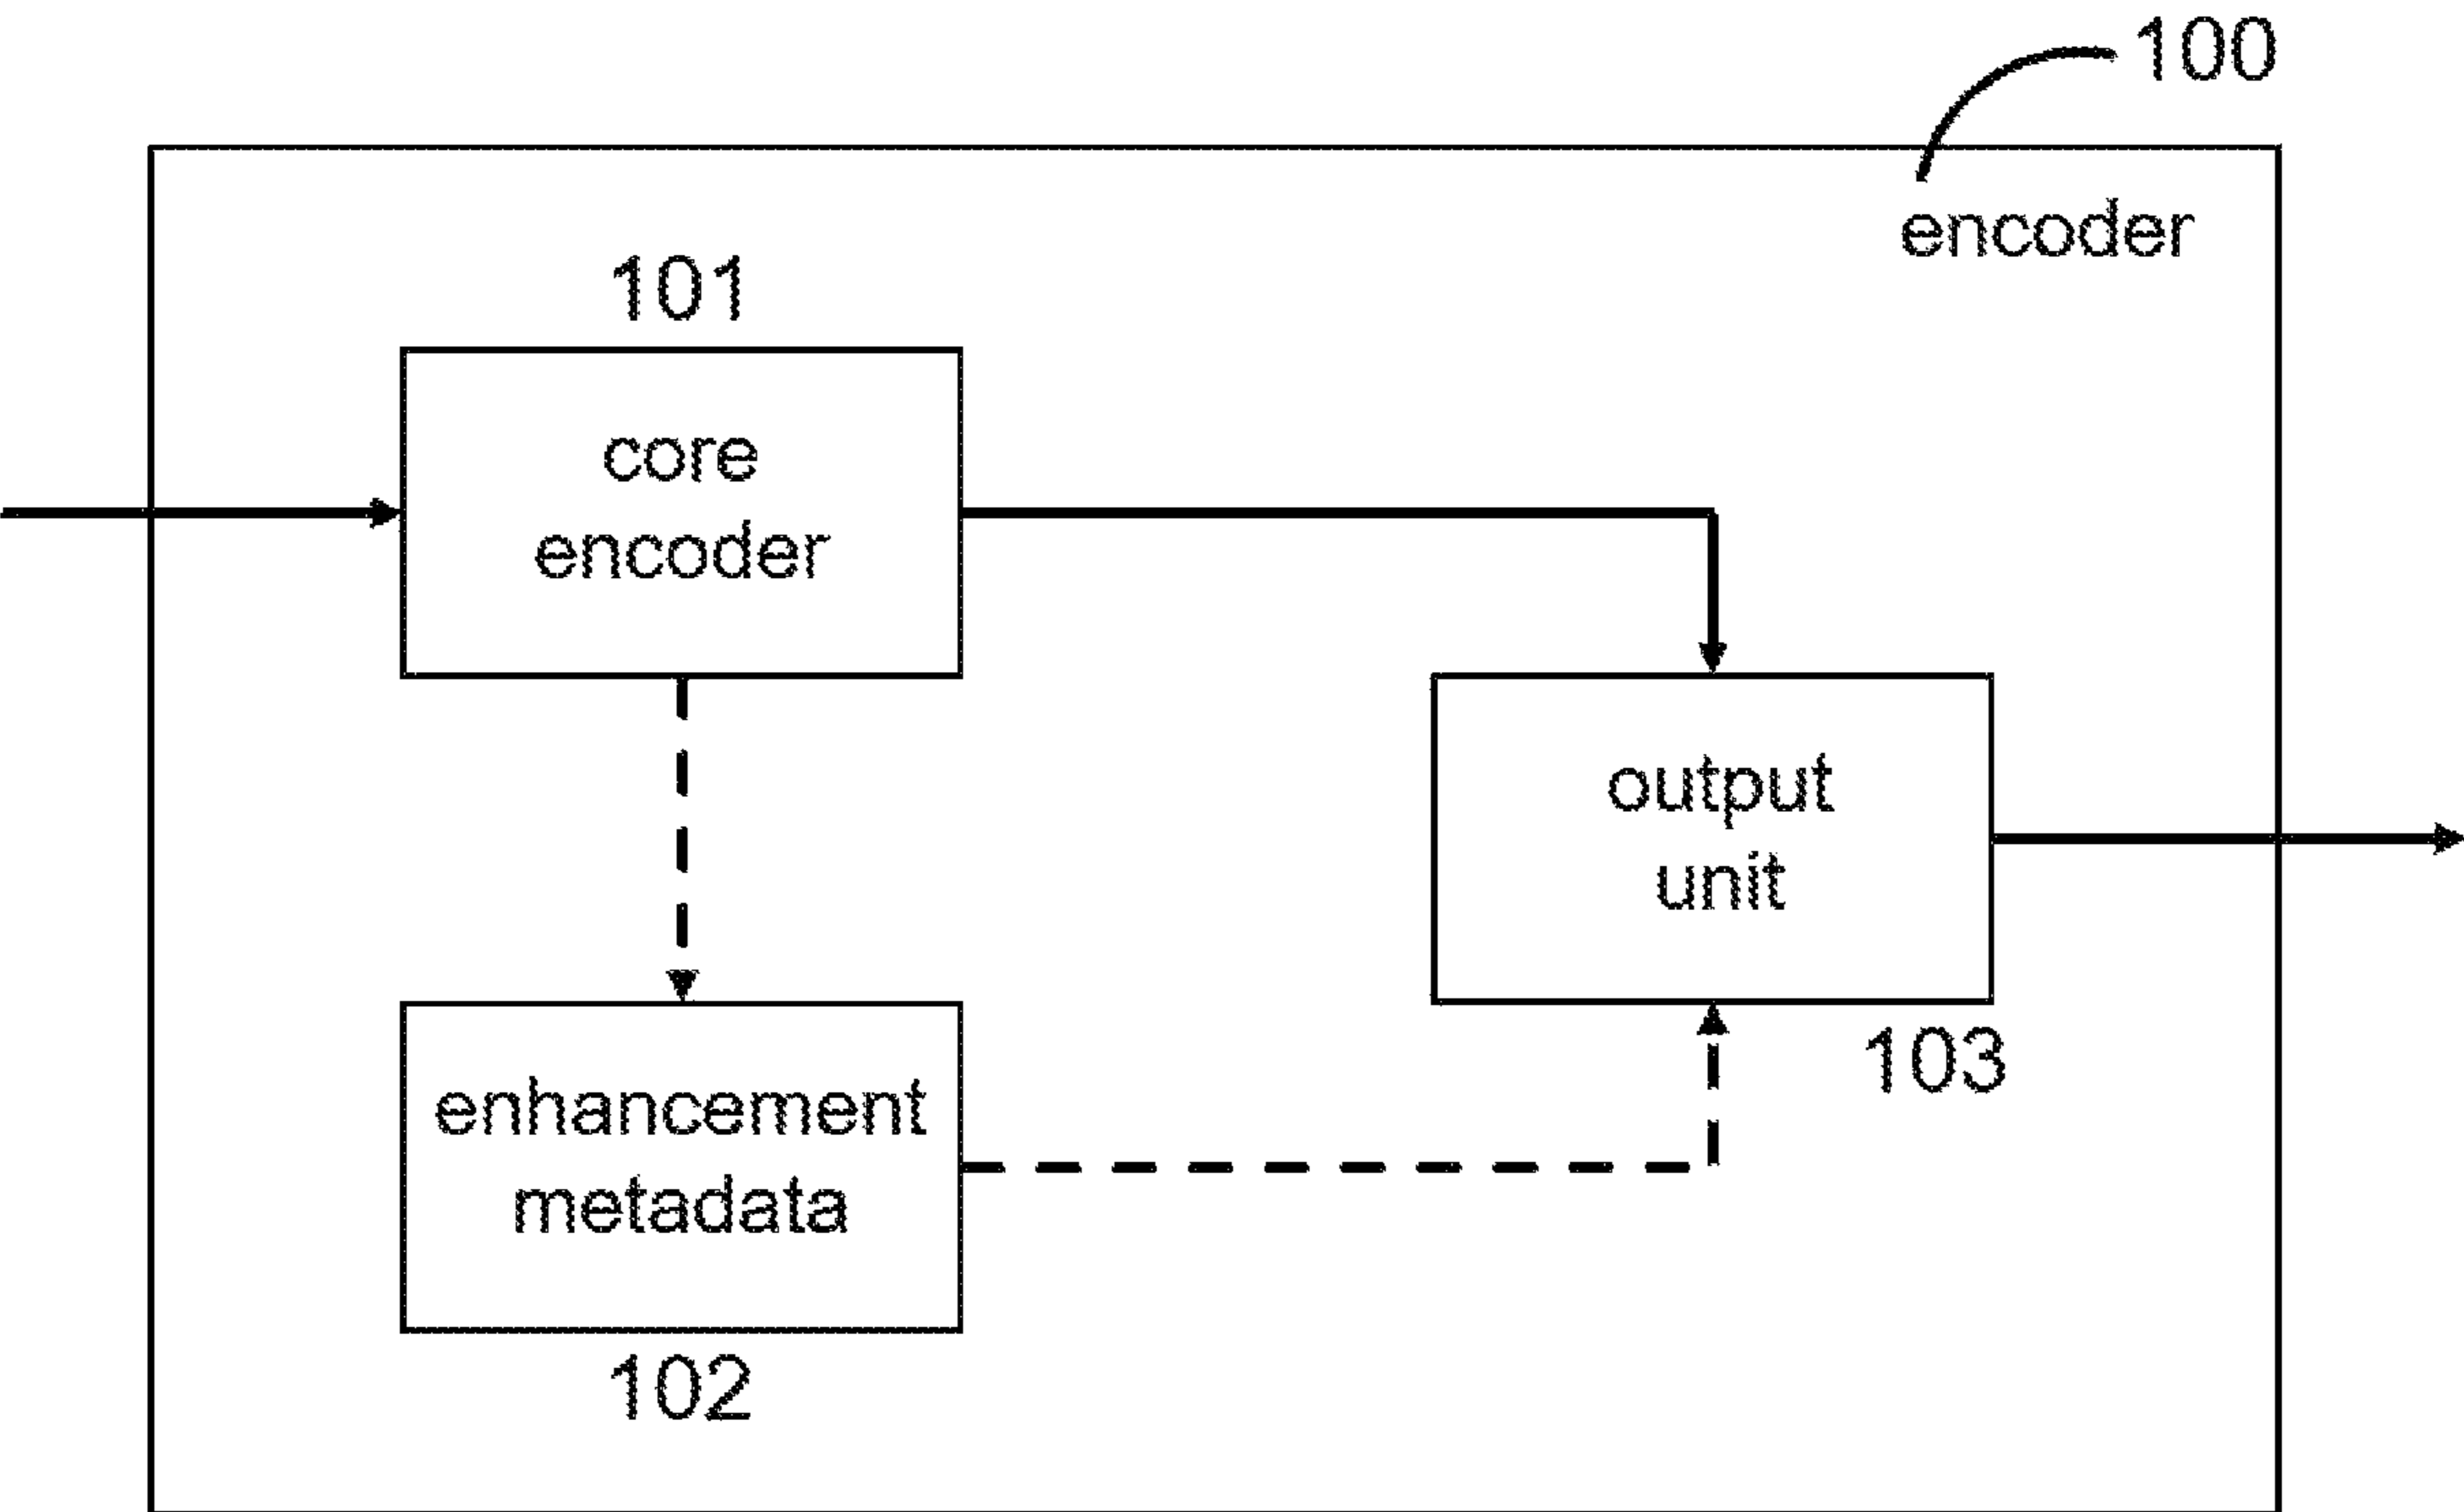 100
encoder
101
core
encoder
output
unit
103
enhancement
metadata
102